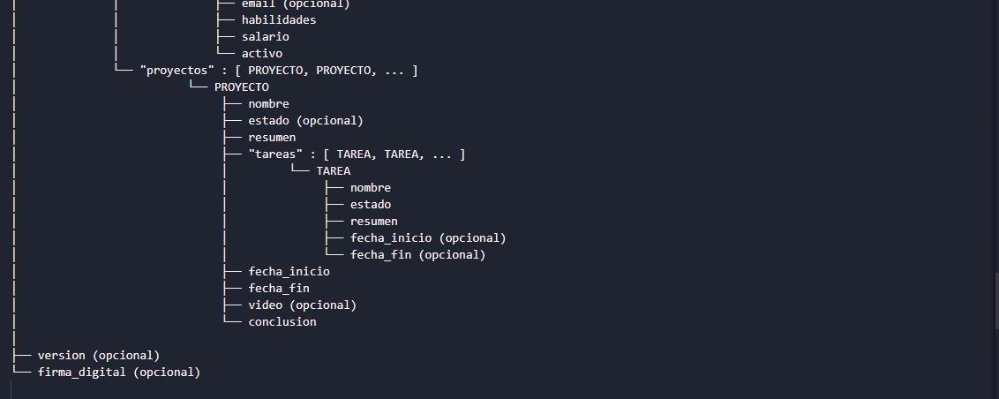 │              │              ├── email (opcional)
│              │              ├── habilidades
│              │              ├── salario
│              │              └── activo
│              └── "proyectos" : [ PROYECTO, PROYECTO, ... ]
│                         └── PROYECTO
│                              ├── nombre
│                              ├── estado (opcional)
│                              ├── resumen
│                              ├── "tareas" : [ TAREA, TAREA, ... ]
│                              │         └── TAREA
│                              │              ├── nombre
│                              │              ├── estado
│                              │              ├── resumen
│                              │              ├── fecha_inicio (opcional)
│                              │              └── fecha_fin (opcional)
│                              ├── fecha_inicio
│                              ├── fecha_fin
│                              ├── video (opcional)
│                              └── conclusion
│
├── version (opcional)
└── firma_digital (opcional)